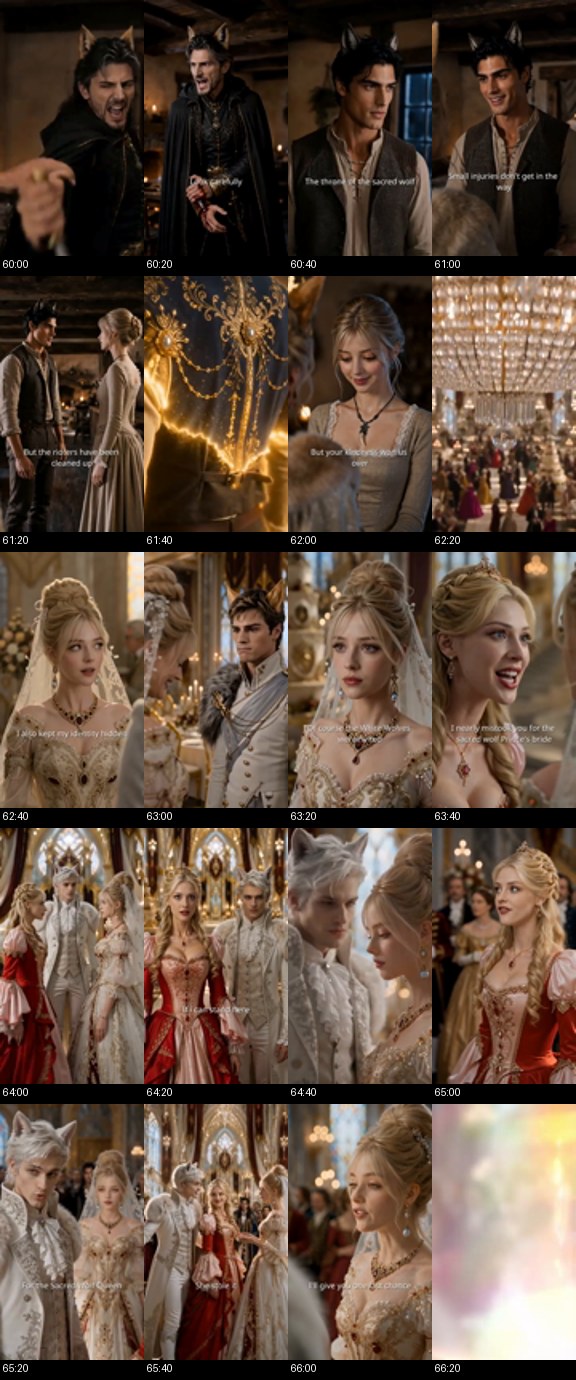 60:00
60:20
60:40
61:00
carefully
The throne of the sacred wolf
Small injuries don't get in the
way
61:20
61:40
62:00
62:20
But the rioters have been
cleaned up
But your kindness won us
over
62:40
63:00
63:20
63:40
I also kept my identity hidden
Of course the White Wolves
I nearly mistook you for the
sacred wolf Prince's bride
64:00
64:20
64:40
65:00
If I can stand here
65:20
65:40
66:00
66:20
For the sacred Wolf Queen
She stole it
I'll give you one last chance